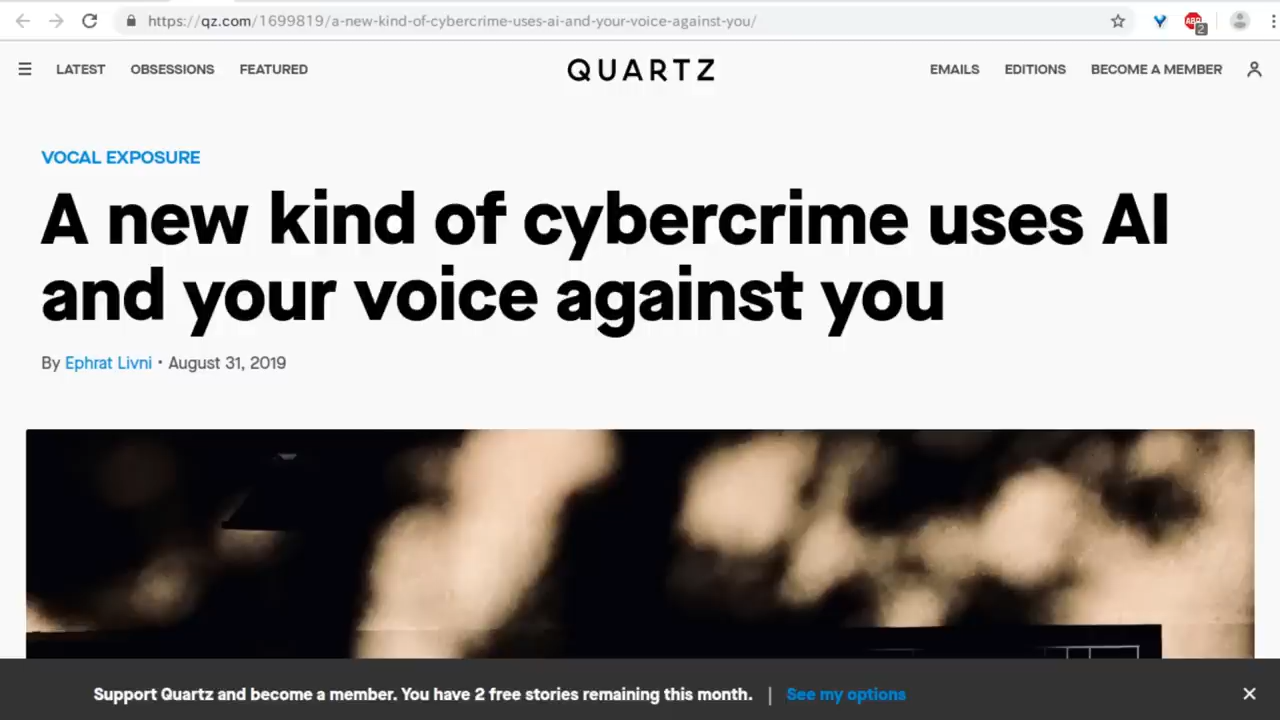 https://qz.com/1699819/a-new-kind-of-cybercrime-uses-ai-and-your-voice-against-you/
ABP
2
LATEST OBSESSIONS FEATURED QUARTZ EMAILS EDITIONS BECOME A MEMBER
VOCAL EXPOSURE
A new kind of cybercrime uses AI
and your voice against you
By Ephrat Livni • August 31, 2019
Support Quartz and become a member. You have 2 free stories remaining this month. | See my options